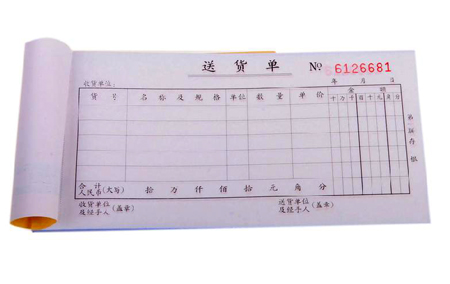 送货单 № 6126681
收货单位: 年 月 日
货号 名称及规格 单位 数量 单价 金额
十万千百十元角分
合计人民币(大写) 拾 万 仟 佰 拾 元 角 分
收货单位及经手人(盖章) 送货单位及经手人(盖章)